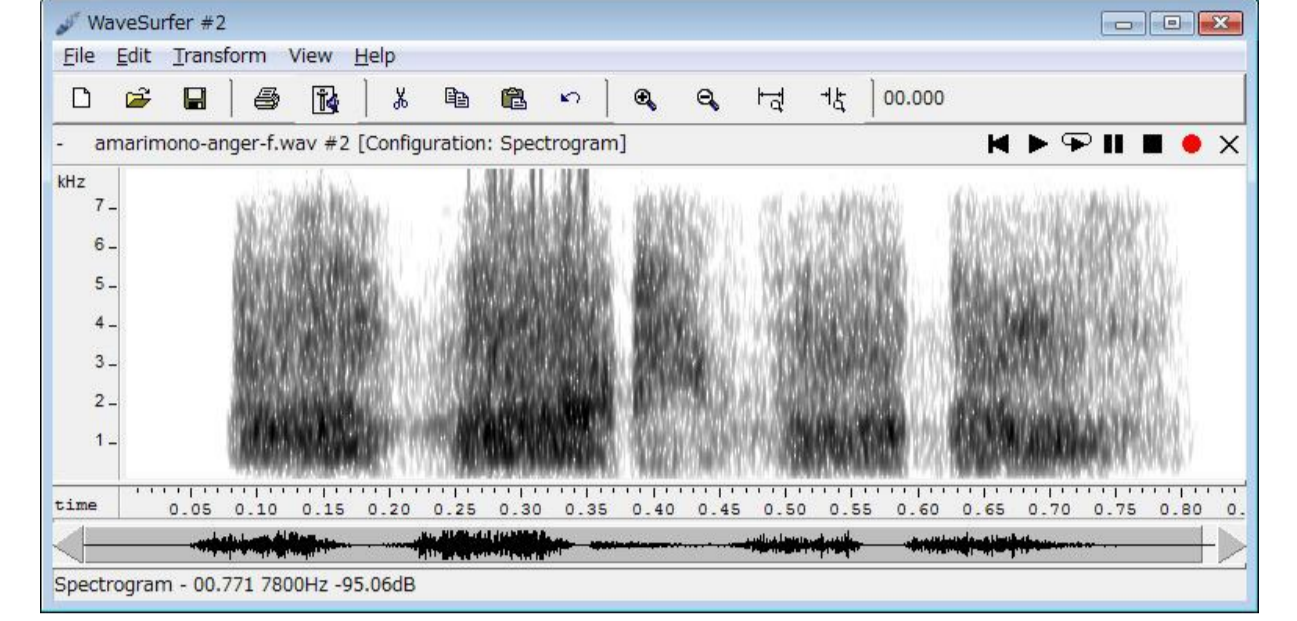 WaveSurfer #2
File Edit Transform View Help
00.000
- amarimono-anger-f.wav #2 [Configuration: Spectrogram]
kHz
7
6
5
4
3
2
1
time 0.05 0.10 0.15 0.20 0.25 0.30 0.35 0.40 0.45 0.50 0.55 0.60 0.65 0.70 0.75 0.80 0.
Spectrogram - 00.771 7800Hz -95.06dB